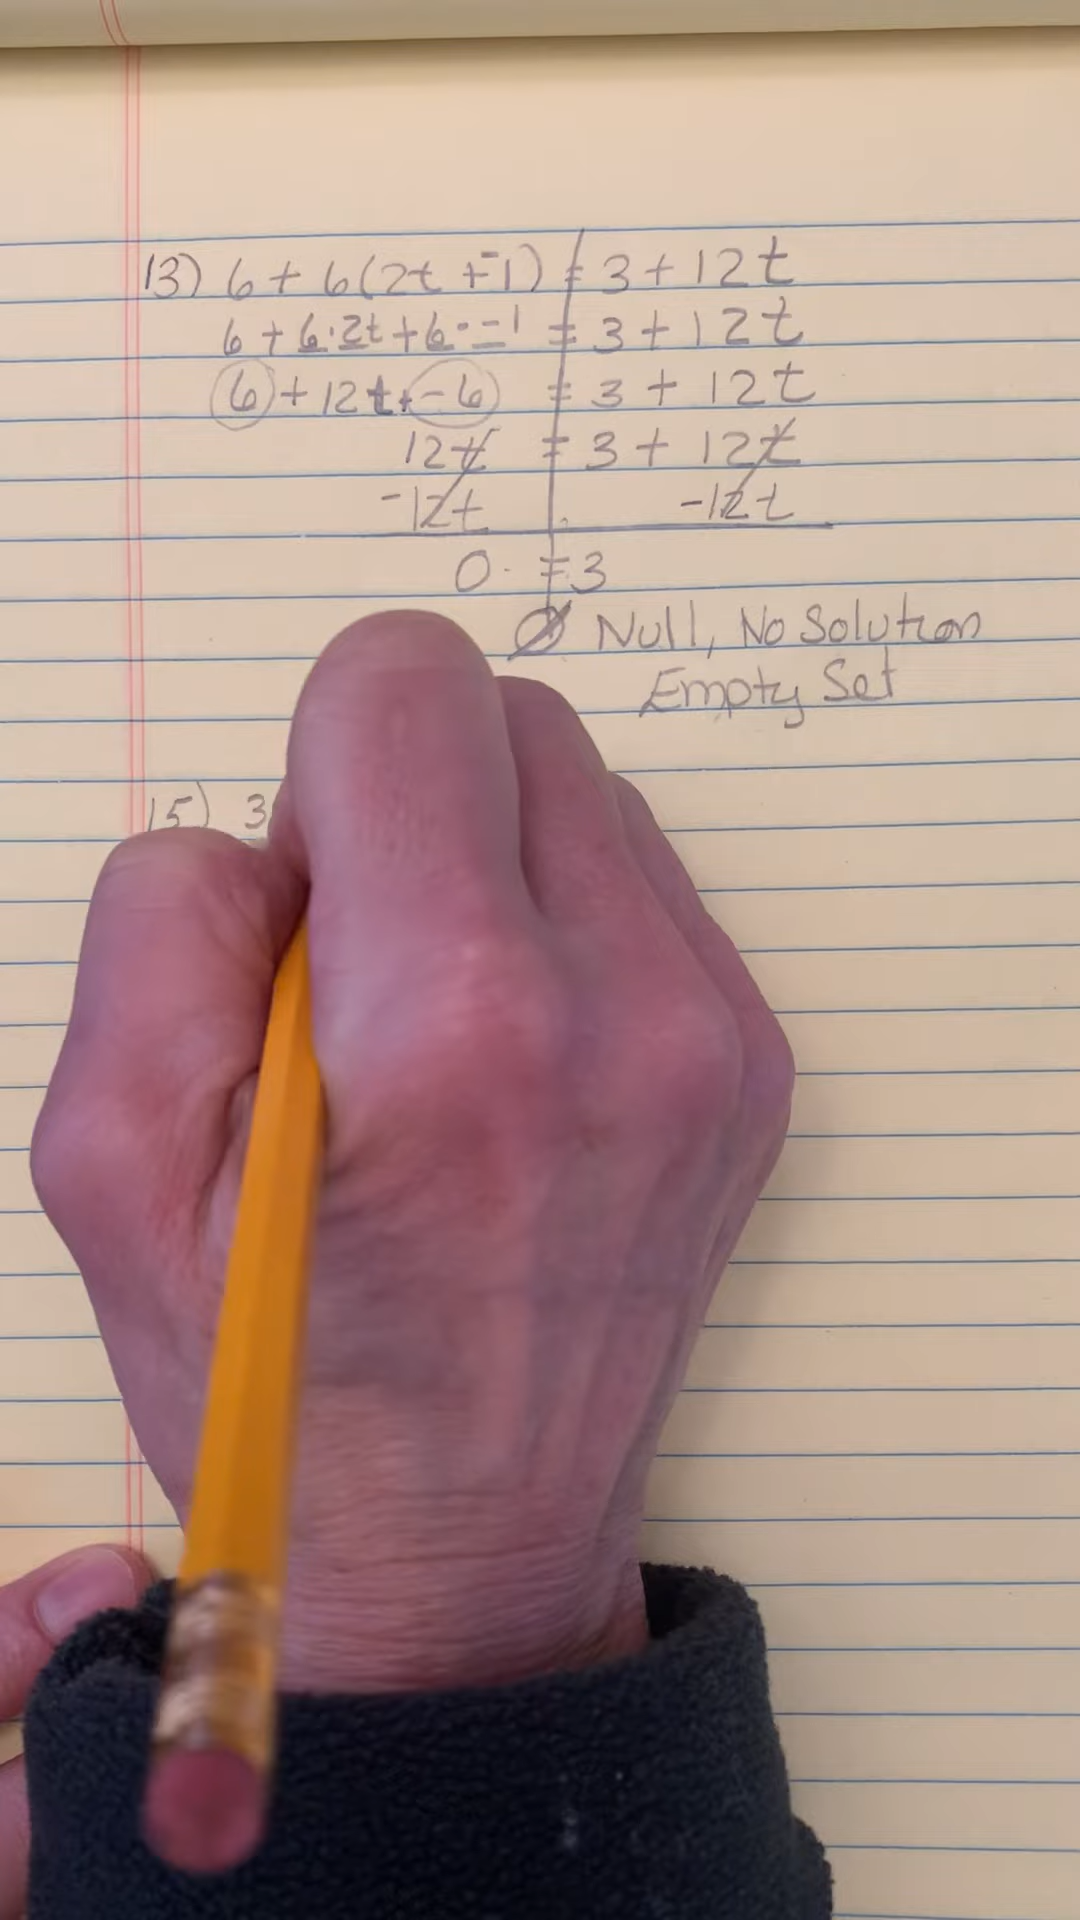 13) 6 + 6(2t + -1) = 3 + 12t
6 + 6·2t + 6·-1 = 3 + 12t
6 + 12t + -6 = 3 + 12t
12t = 3 + 12t
-12t -12t
0 = 3
∅ Null, No Solution
Empty Set
15) 3